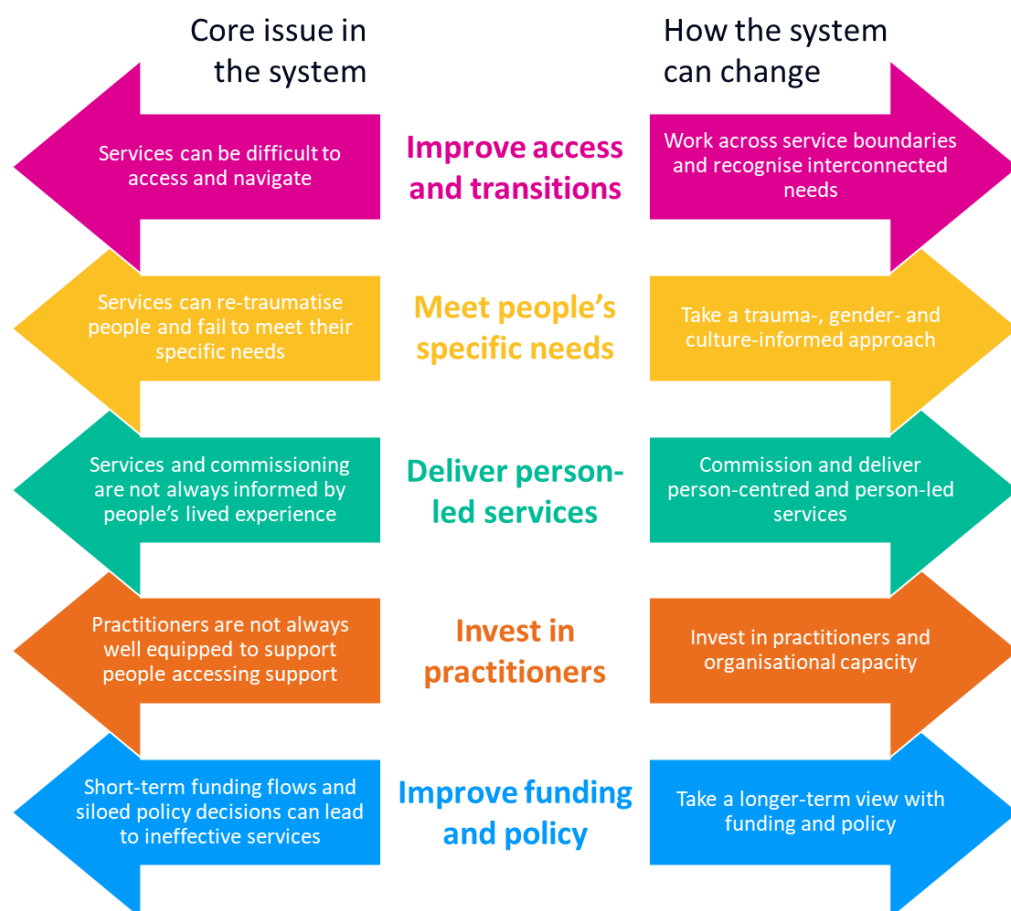 Core issue in
the system
How the system
can change
Services can be difficult to
access and navigate
Improve access
and transitions
Work across service boundaries
and recognise interconnected
needs
Services can re-traumatise
people and fail to meet their
specific needs
Meet people’s
specific needs
Take a trauma-, gender- and
culture-informed approach
Services and commissioning
are not always informed by
people’s lived experience
Deliver person-
led services
Commission and deliver
person-centred and person-led
services
Practitioners are not always
well equipped to support
people accessing support
Invest in
practitioners
Invest in practitioners and
organisational capacity
Short-term funding flows and
siloed policy decisions can lead
to ineffective services
Improve funding
and policy
Take a longer-term view with
funding and policy